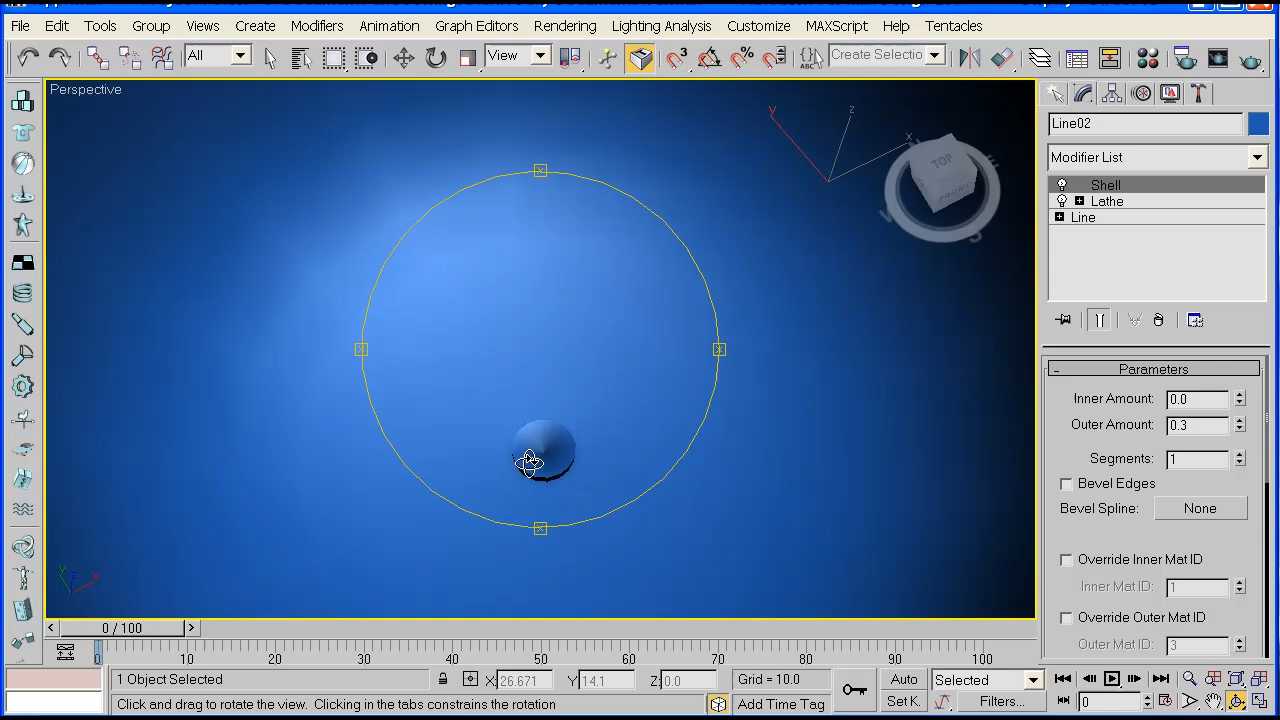 File Edit Tools Group Views Create Modifiers Animation Graph Editors Rendering Lighting Analysis Customize MAXScript Help Tentacles
All View 3 % ABC Create Selectio
Perspective
Y Z X
TOP
FRONT
W S
Line02
Modifier List
Shell
Lathe
Line
Parameters
Inner Amount: 0.0
Outer Amount: 0.3
Segments: 1
Bevel Edges
Bevel Spline: None
Override Inner Mat ID
Inner Mat ID: 1
Override Outer Mat ID
Outer Mat ID: 3
Y Z X
< 0 / 100 >
0 10 20 30 40 50 60 70 80 90 100
1 Object Selected X: 26.671 Y: 14.1 Z: 0.0 Grid = 10.0 Auto Selected
Click and drag to rotate the view. Clicking in the tabs constrains the rotation Add Time Tag Set K. Filters... 0